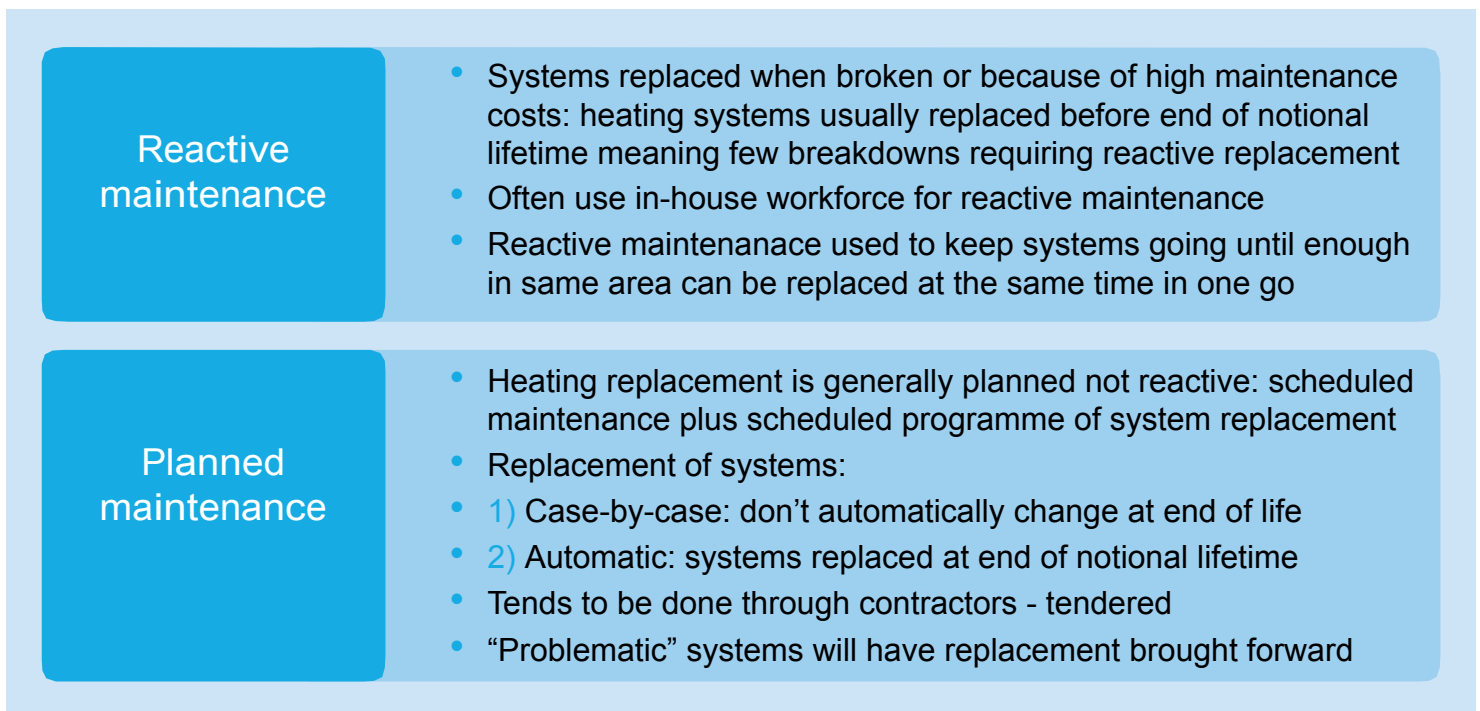 Reactive
maintenance
• Systems replaced when broken or because of high maintenance
costs: heating systems usually replaced before end of notional
lifetime meaning few breakdowns requiring reactive replacement
• Often use in-house workforce for reactive maintenance
• Reactive maintenanace used to keep systems going until enough
in same area can be replaced at the same time in one go
Planned
maintenance
• Heating replacement is generally planned not reactive: scheduled
maintenance plus scheduled programme of system replacement
• Replacement of systems:
• 1) Case-by-case: don’t automatically change at end of life
• 2) Automatic: systems replaced at end of notional lifetime
• Tends to be done through contractors - tendered
• “Problematic” systems will have replacement brought forward